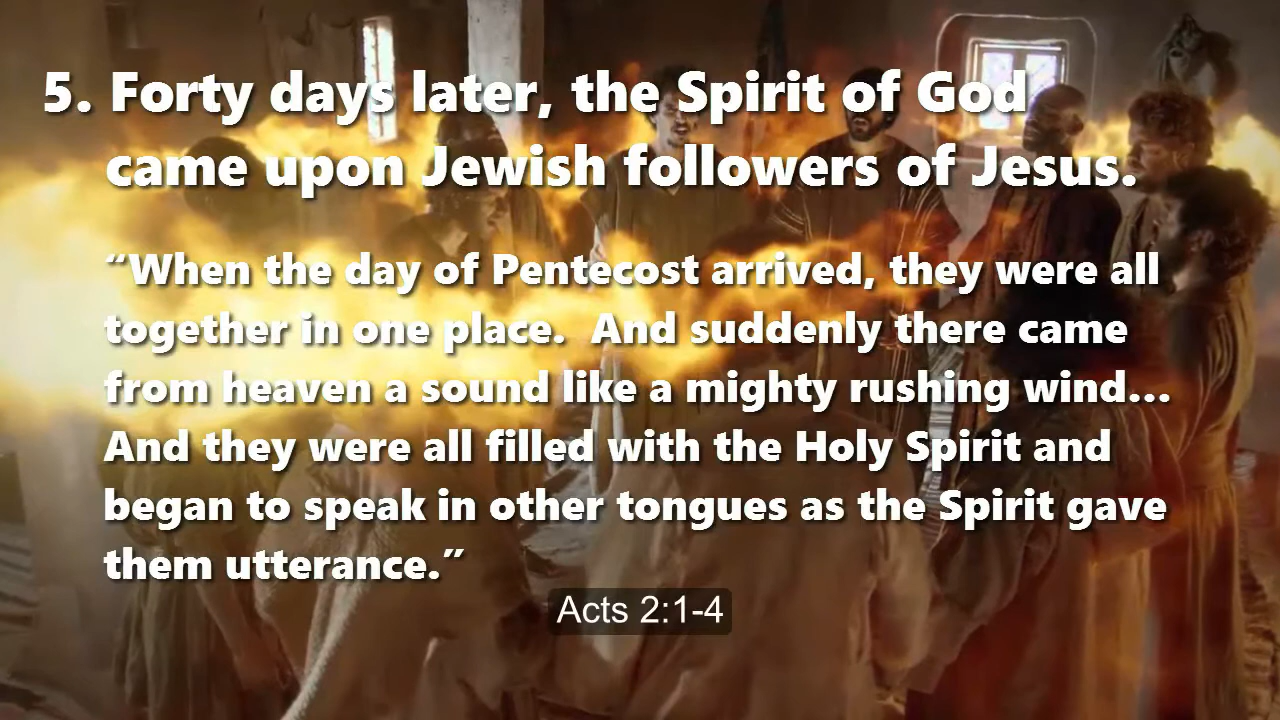 5. Forty days later, the Spirit of God
came upon Jewish followers of Jesus.
“When the day of Pentecost arrived, they were all
together in one place.  And suddenly there came
from heaven a sound like a mighty rushing wind...
And they were all filled with the Holy Spirit and
began to speak in other tongues as the Spirit gave
them utterance.”
Acts 2:1-4